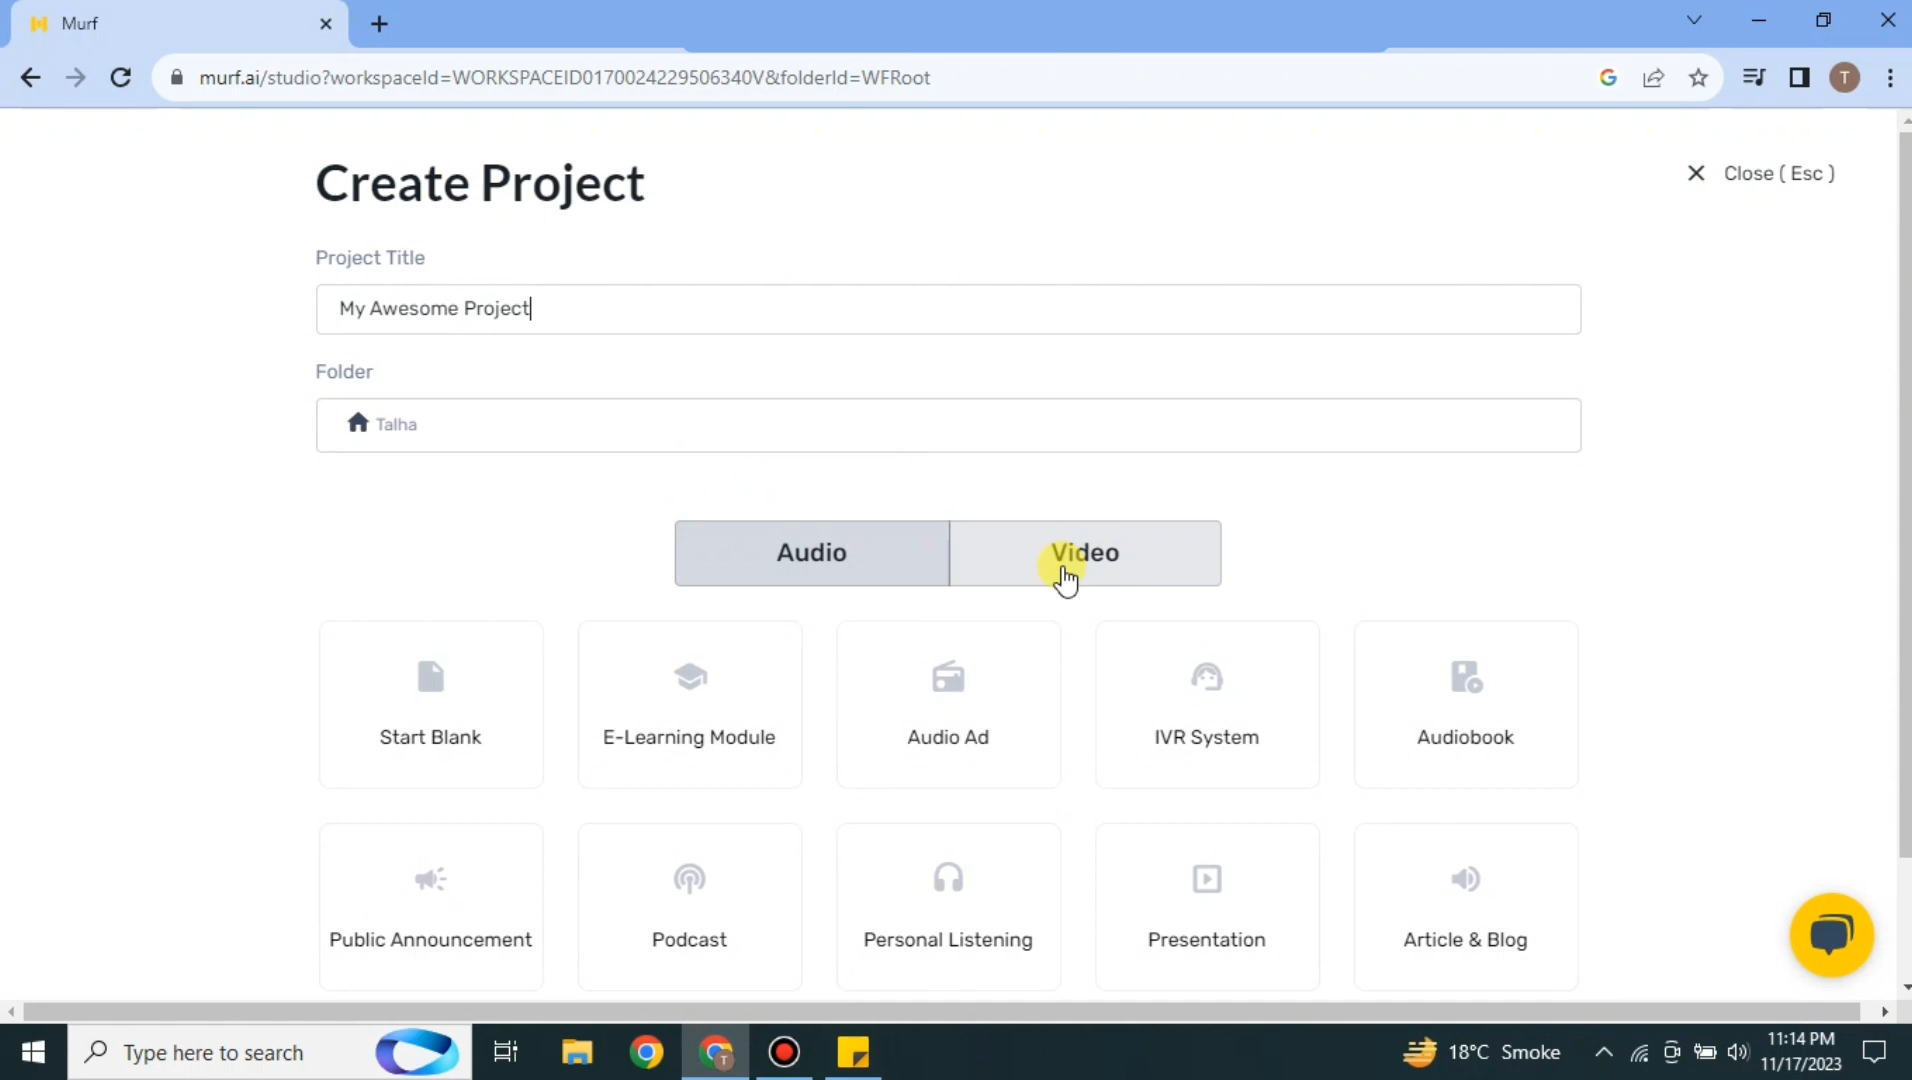 Murf
murf.ai/studio?workspaceId=WORKSPACEID0170024229506340V&folderId=WFRoot
T
Create Project
Close ( Esc )
Project Title
My Awesome Project
Folder
Talha
Audio
Video
Start Blank
E-Learning Module
Audio Ad
IVR System
Audiobook
Public Announcement
Podcast
Personal Listening
Presentation
Article & Blog
Type here to search
T
18°C Smoke
11:14 PM
11/17/2023